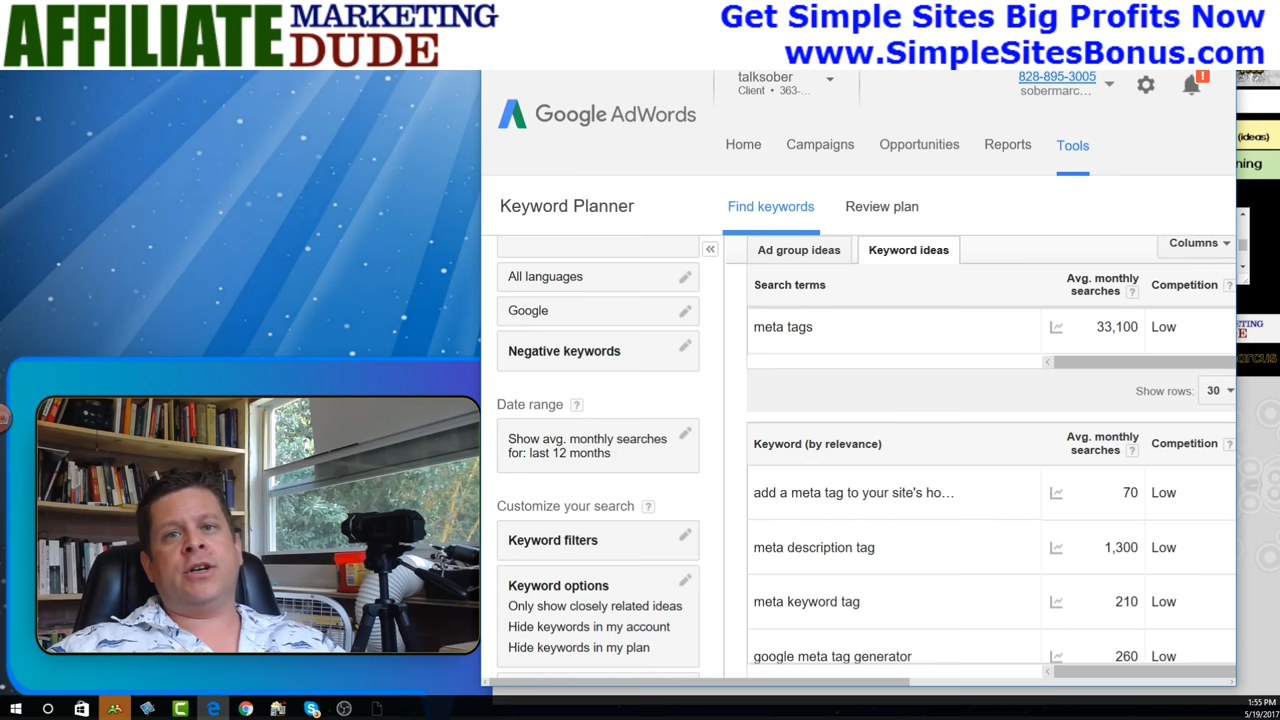 AFFILIATE MARKETING DUDE
Get Simple Sites Big Profits Now
www.SimpleSitesBonus.com
talksober
Client • 363-...
828-895-3005
sobermarc...
!
Google AdWords
Home Campaigns Opportunities Reports Tools
Keyword Planner
Find keywords Review plan
All languages
Google
Negative keywords
Date range ?
Show avg. monthly searches
for: last 12 months
Customize your search ?
Keyword filters
Keyword options
Only show closely related ideas
Hide keywords in my account
Hide keywords in my plan
«
Ad group ideas Keyword ideas
Columns
Search terms Avg. monthly searches ? Competition ?
meta tags 33,100 Low
Show rows: 30
Keyword (by relevance) Avg. monthly searches ? Competition ?
add a meta tag to your site's ho… 70 Low
meta description tag 1,300 Low
meta keyword tag 210 Low
google meta tag generator 260 Low
(ideas)
ning
TING
E
arcus
1:55 PM
5/19/2017